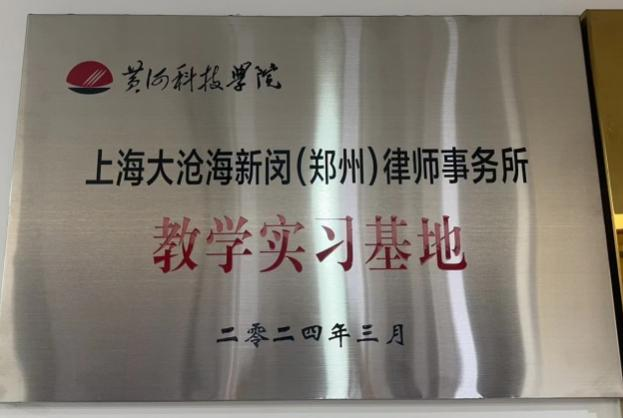 黄河科技学院
上海大沧海新闵(郑州)律师事务所
教学实习基地
二零二四年三月